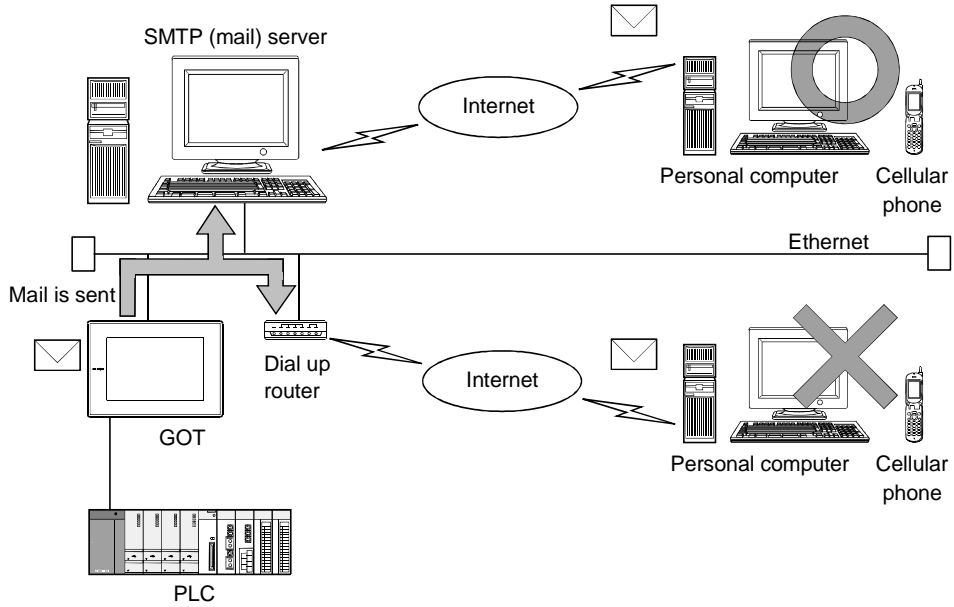 SMTP (mail) server
Internet
Personal computer
Cellular
phone
Ethernet
Mail is sent
Dial up
router
Internet
GOT
Personal computer
Cellular
phone
PLC